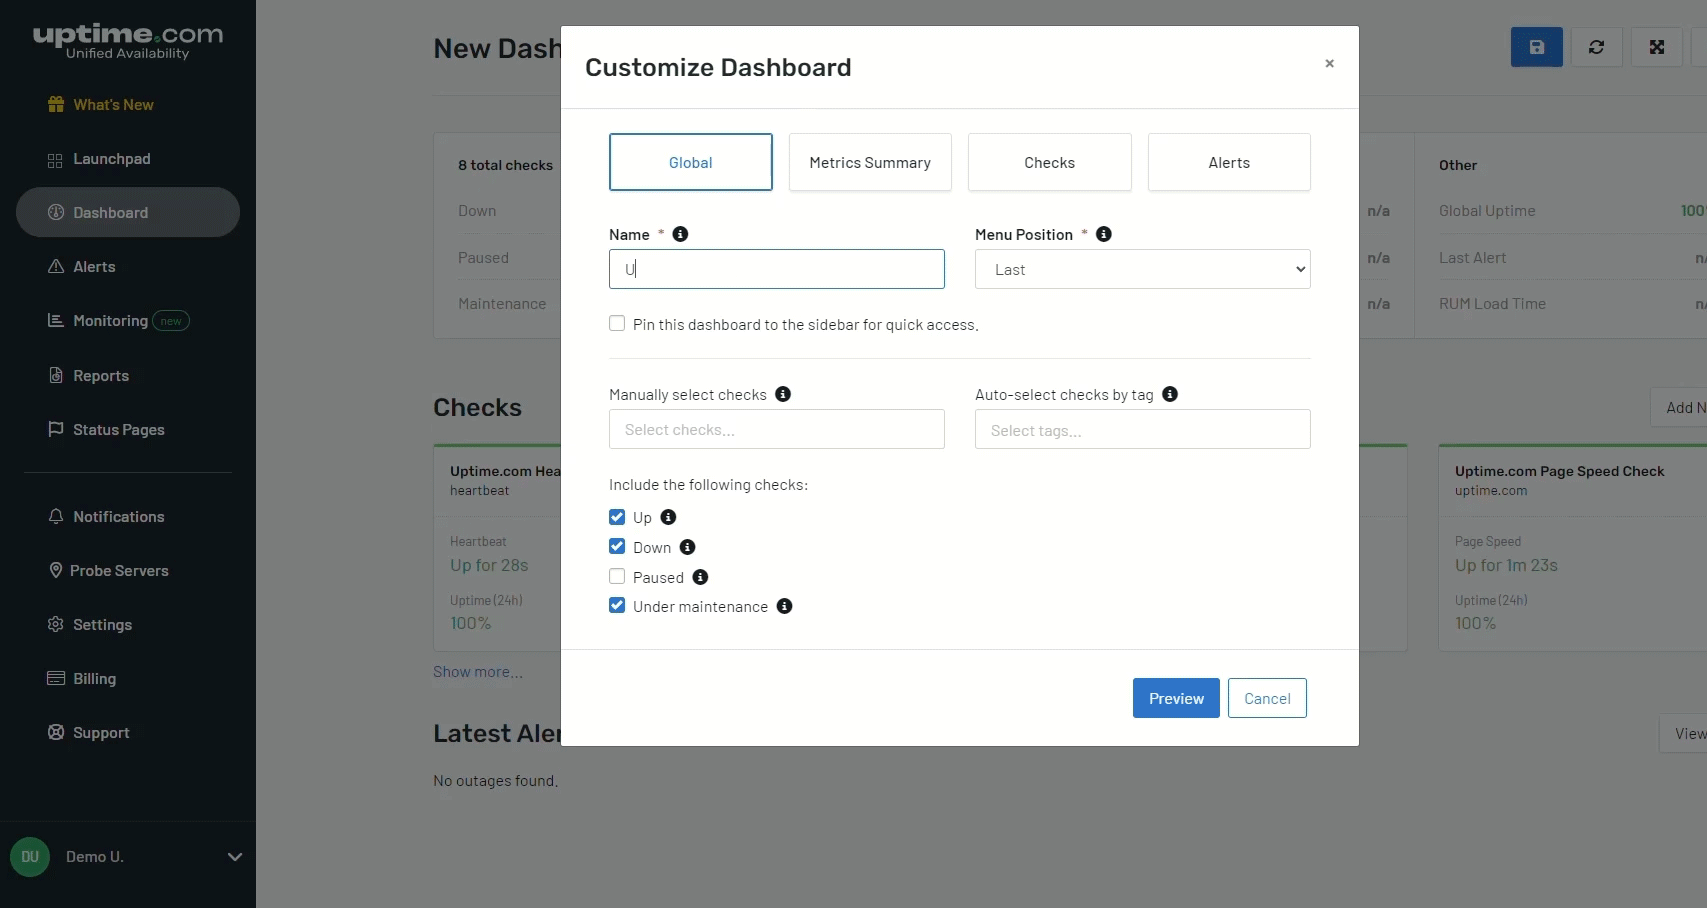 uptime.com
Unified Availability
What's New
Launchpad
Dashboard
Alerts
Monitoring new
Reports
Status Pages
Notifications
Probe Servers
Settings
Billing
Support
DU Demo U.
New Dash
8 total checks
Down
Paused
Maintenance
n/a
n/a
n/a
Other
Global Uptime 100
Last Alert n/
RUM Load Time n/
Checks
Add N
Uptime.com Hea
heartbeat
Heartbeat
Up for 28s
Uptime (24h)
100%
Uptime.com Page Speed Check
uptime.com
Page Speed
Up for 1m 23s
Uptime (24h)
100%
Show more...
Latest Aler
View
No outages found.
Customize Dashboard ×
Global Metrics Summary Checks Alerts
Name * Menu Position *
U Last
Pin this dashboard to the sidebar for quick access.
Manually select checks Auto-select checks by tag
Select checks... Select tags...
Include the following checks:
Up
Down
Paused
Under maintenance
Preview Cancel